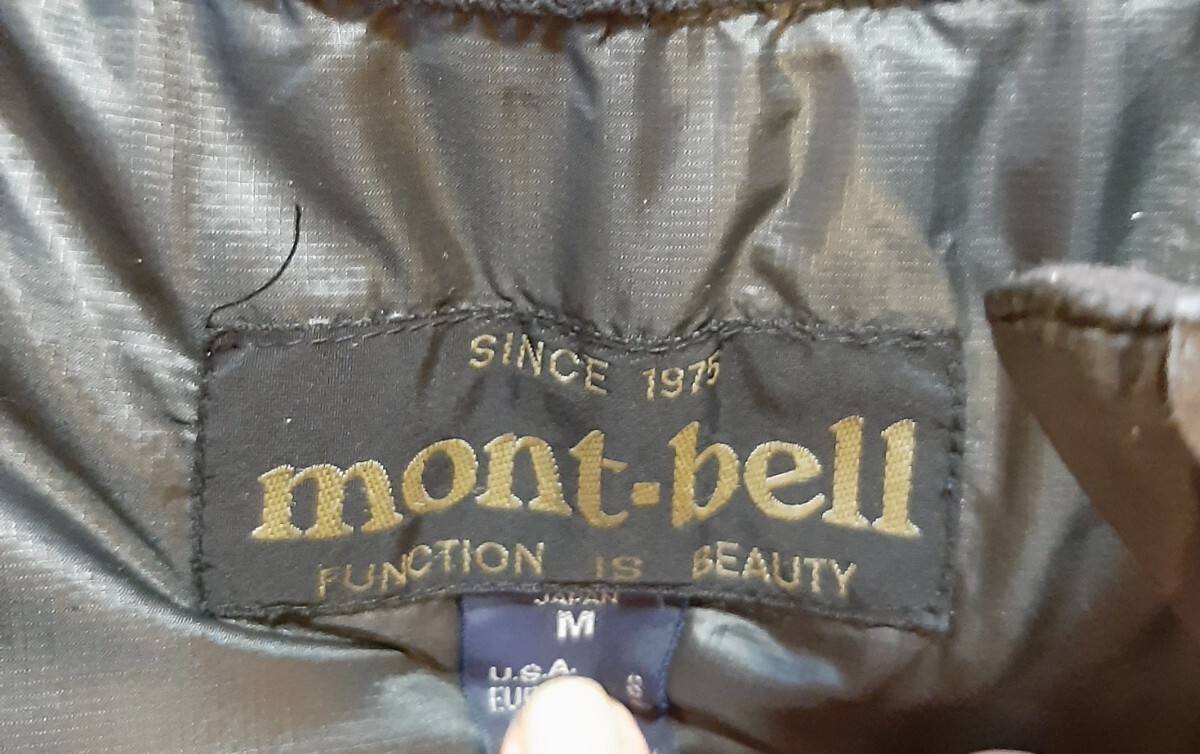 SINCE 1975
mont-bell
FUNCTION IS BEAUTY
JAPAN
M
U.S.A.
S